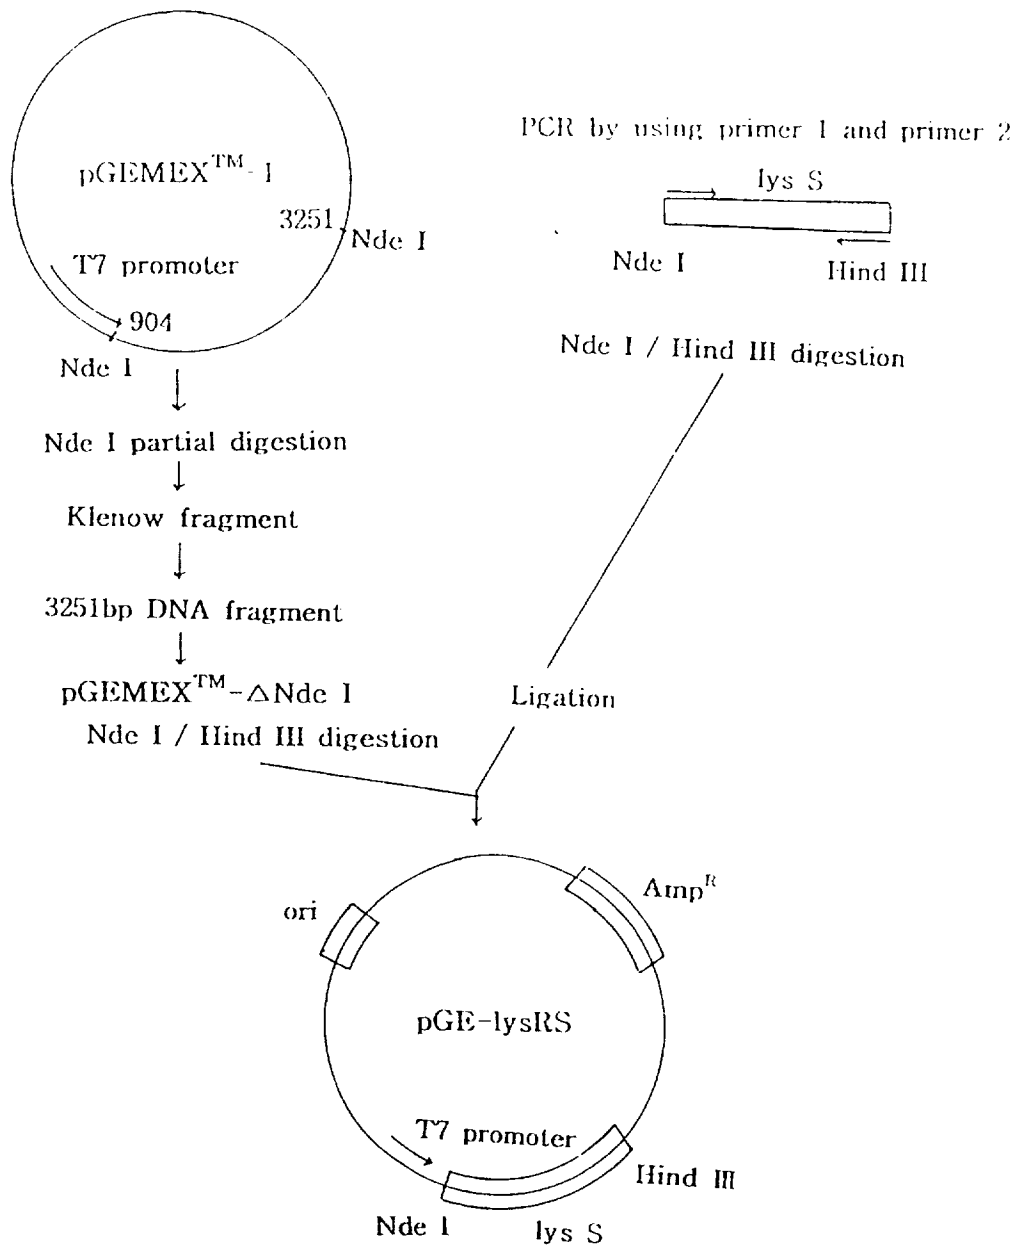 pGEMEX™-1
3251
Nde I
T7 promoter
904
Nde I
Nde I partial digestion
Klenow fragment
3251bp DNA fragment
pGEMEX™-△Nde I
Nde I / Hind III digestion
PCR by using primer 1 and primer 2
lys S
Nde I
Hind III
Nde I / Hind III digestion
Ligation
ori
Amp^R
pGE-lysRS
T7 promoter
Hind III
Nde I
lys S